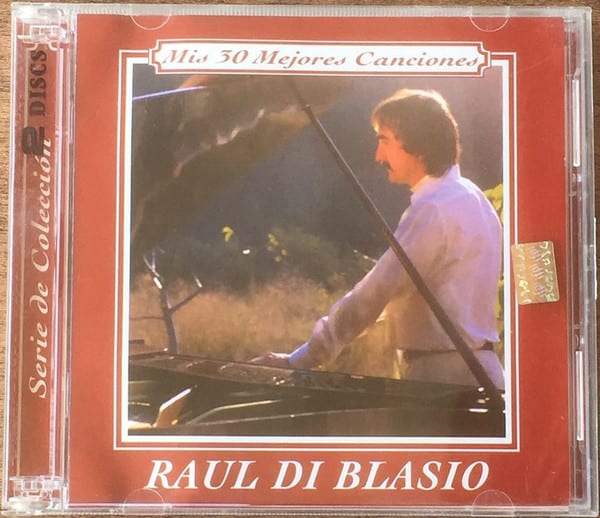 Mis 30 Mejores Canciones
2 DISCS
Serie de Colección
RAUL DI BLASIO